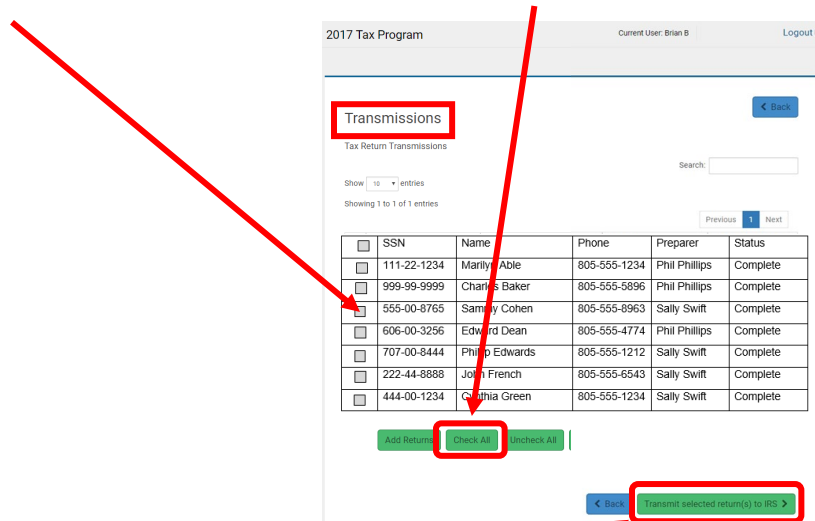 2017 Tax Program Current User: Brian B Logout
Transmissions
< Back
Tax Return Transmissions
Search:
Show 10 entries
Showing 1 to 1 of 1 entries
Previous 1 Next
SSN Name Phone Preparer Status
111-22-1234 Marilyn Able 805-555-1234 Phil Phillips Complete
999-99-9999 Charles Baker 805-555-5896 Phil Phillips Complete
555-00-8765 Sammy Cohen 805-555-8963 Sally Swift Complete
606-00-3256 Edward Dean 805-555-4774 Phil Phillips Complete
707-00-8444 Philip Edwards 805-555-1212 Sally Swift Complete
222-44-8888 John French 805-555-6543 Sally Swift Complete
444-00-1234 Cynthia Green 805-555-1234 Sally Swift Complete
Add Returns Check All Uncheck All
< Back Transmit selected return(s) to IRS >